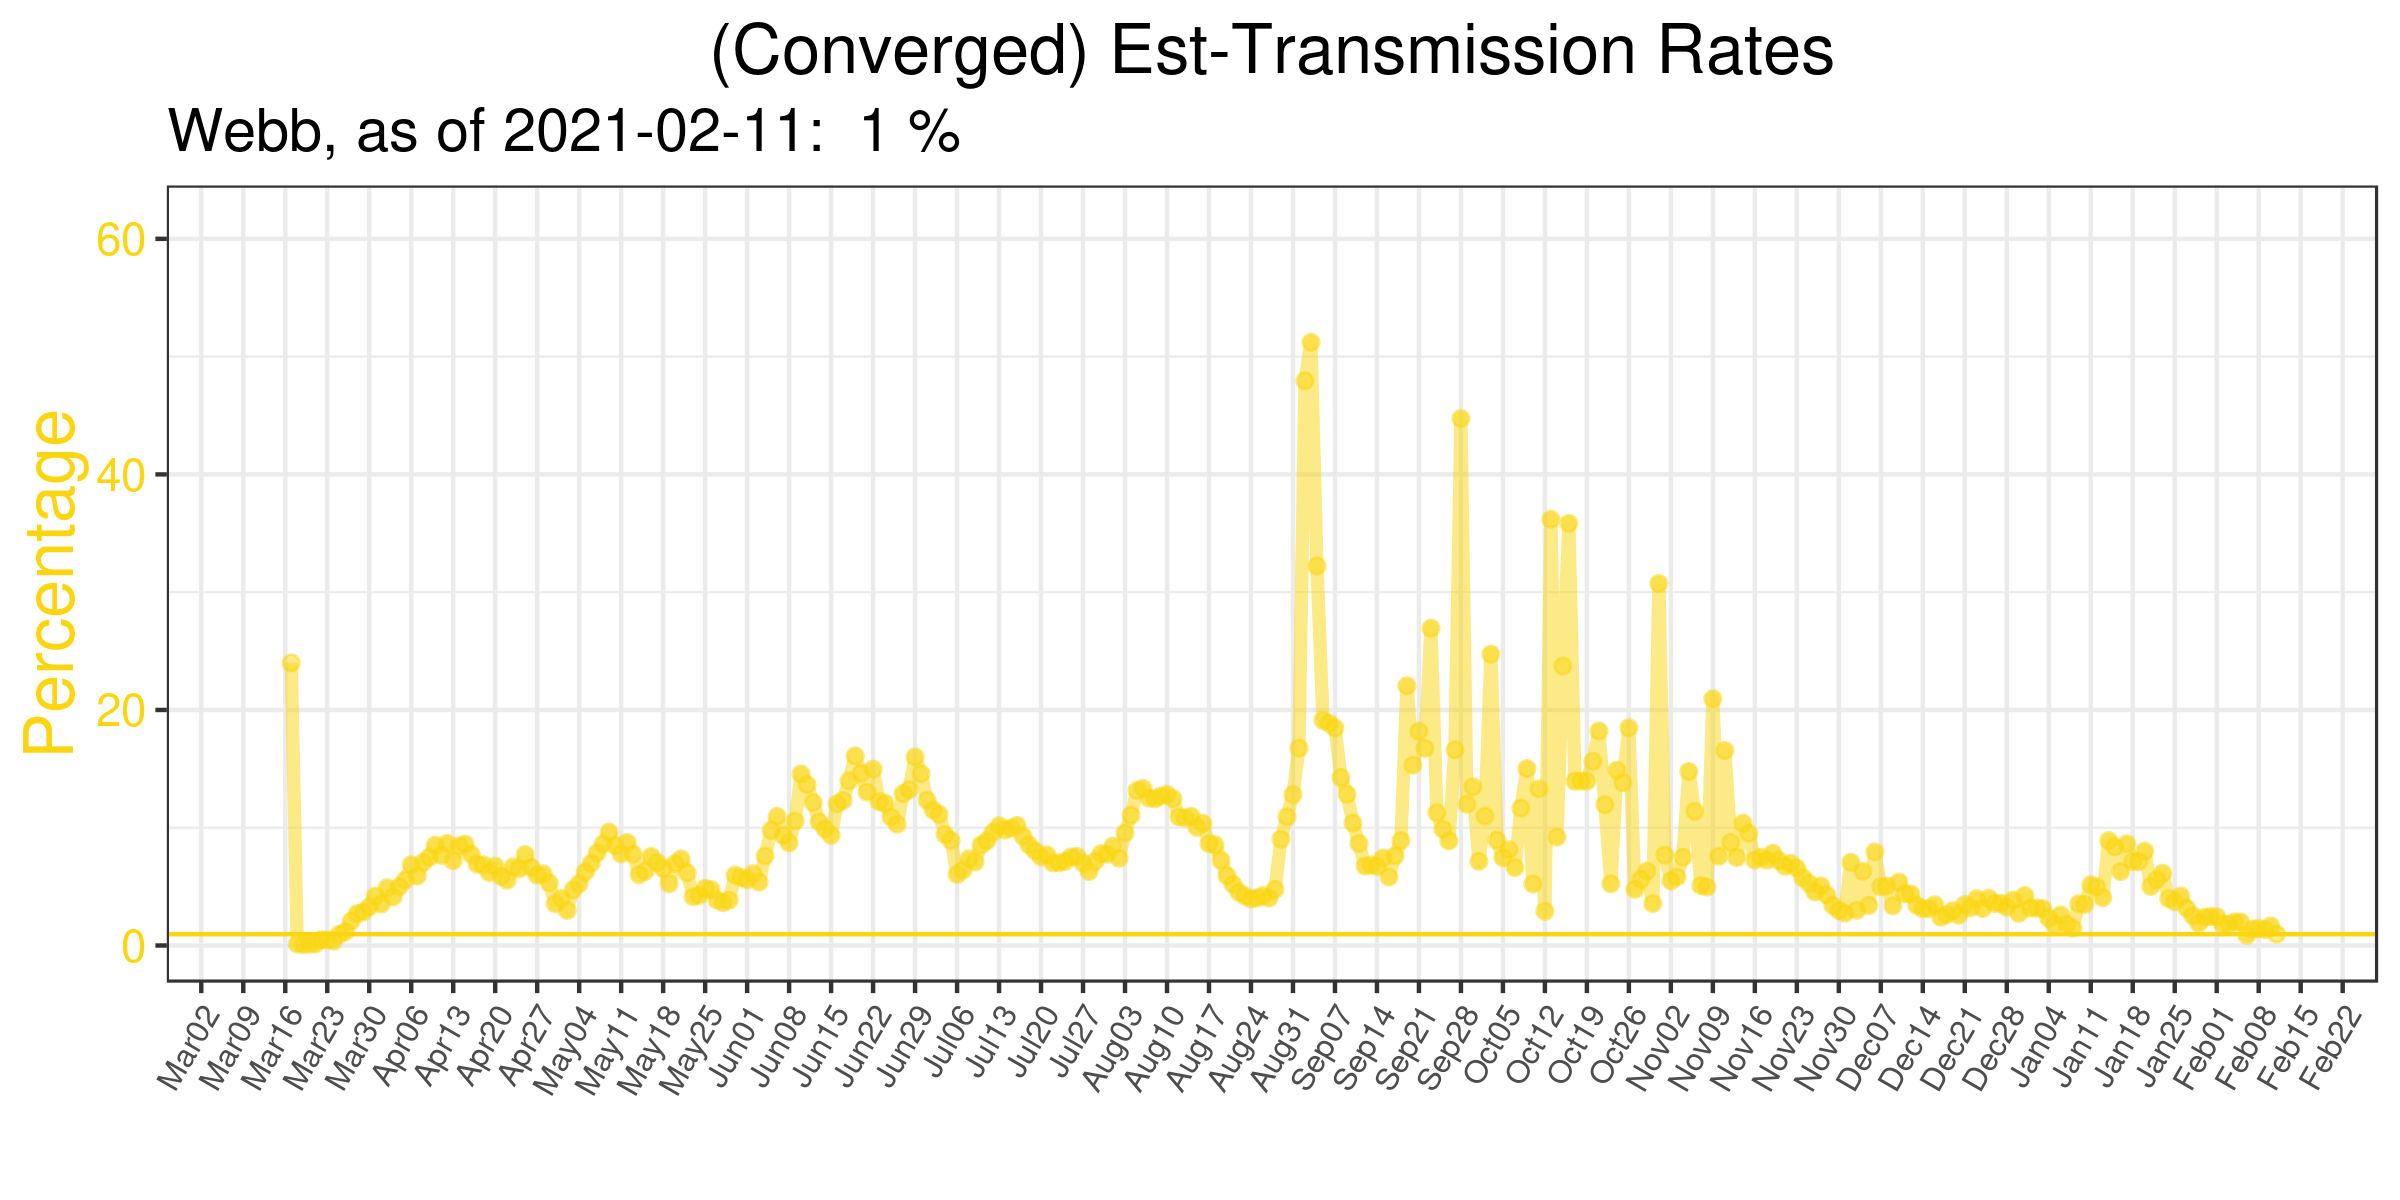 (Converged) Est-Transmission Rates
Webb, as of 2021-02-11:  1 %
Percentage
60
40
20
0
Mar02 Mar09 Mar16 Mar23 Mar30 Apr06 Apr13 Apr20 Apr27 May04 May11 May18 May25 Jun01 Jun08 Jun15 Jun22 Jun29 Jul06 Jul13 Jul20 Jul27 Aug03 Aug10 Aug17 Aug24 Aug31 Sep07 Sep14 Sep21 Sep28 Oct05 Oct12 Oct19 Oct26 Nov02 Nov09 Nov16 Nov23 Nov30 Dec07 Dec14 Dec21 Dec28 Jan04 Jan11 Jan18 Jan25 Feb01 Feb08 Feb15 Feb22